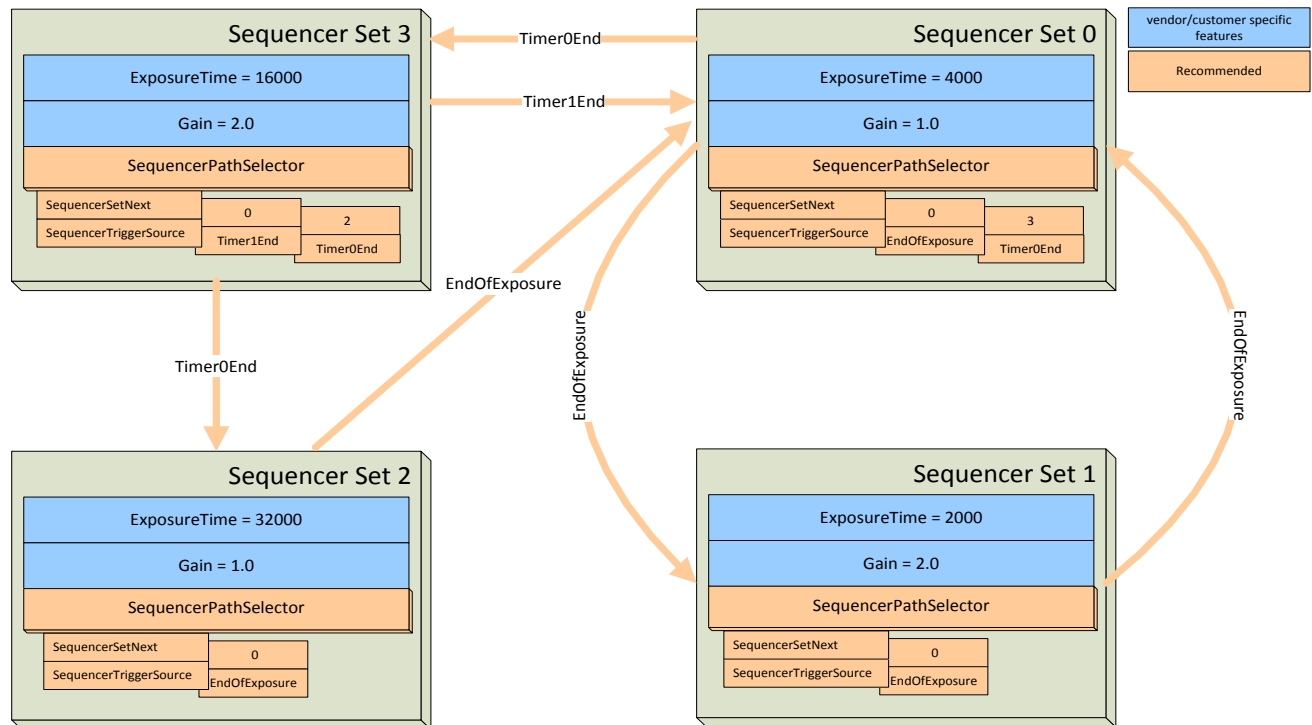 Sequencer Set 3
ExposureTime = 16000
Gain = 2.0
SequencerPathSelector
SequencerSetNext
0
2
SequencerTriggerSource
Timer1End
Timer0End
Timer0End
Timer1End
Sequencer Set 0
ExposureTime = 4000
Gain = 1.0
SequencerPathSelector
SequencerSetNext
0
3
SequencerTriggerSource
EndOfExposure
Timer0End
vendor/customer specific
features
Recommended
EndOfExposure
EndOfExposure
EndOfExposure
Timer0End
Sequencer Set 2
ExposureTime = 32000
Gain = 1.0
SequencerPathSelector
SequencerSetNext
0
SequencerTriggerSource
EndOfExposure
Sequencer Set 1
ExposureTime = 2000
Gain = 2.0
SequencerPathSelector
SequencerSetNext
0
SequencerTriggerSource
EndOfExposure